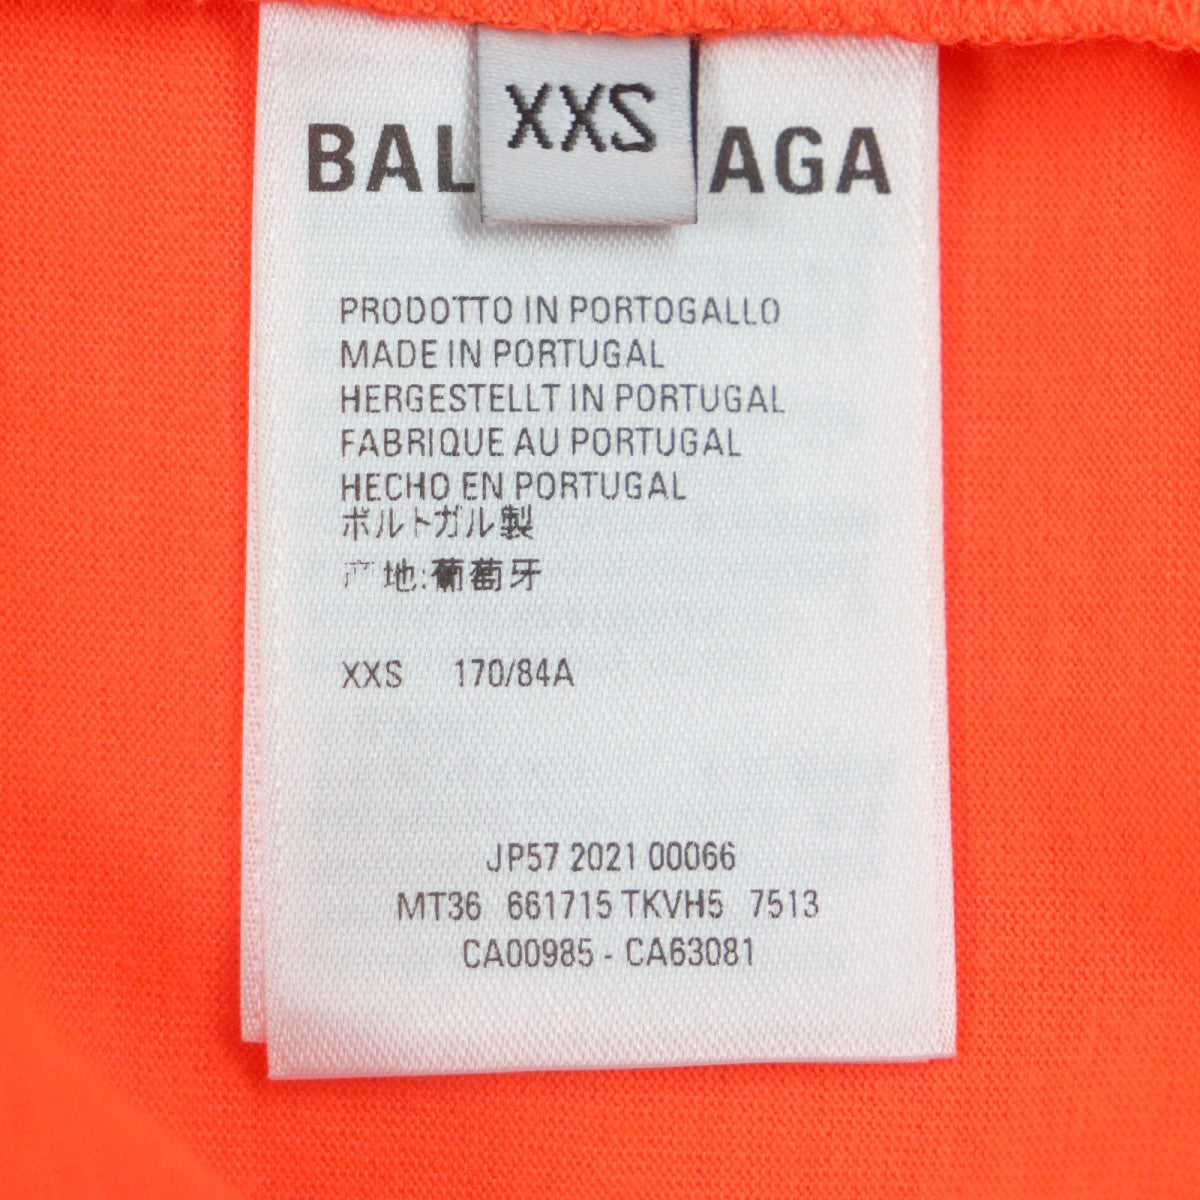 XXS
BAL AGA
PRODOTTO IN PORTOGALLO
MADE IN PORTUGAL
HERGESTELLT IN PORTUGAL
FABRIQUE AU PORTUGAL
HECHO EN PORTUGAL
ポルトガル製
产地:葡萄牙
XXS 170/84A
JP57 2021 00066
MT36 661715 TKVH5 7513
CA00985 - CA63081